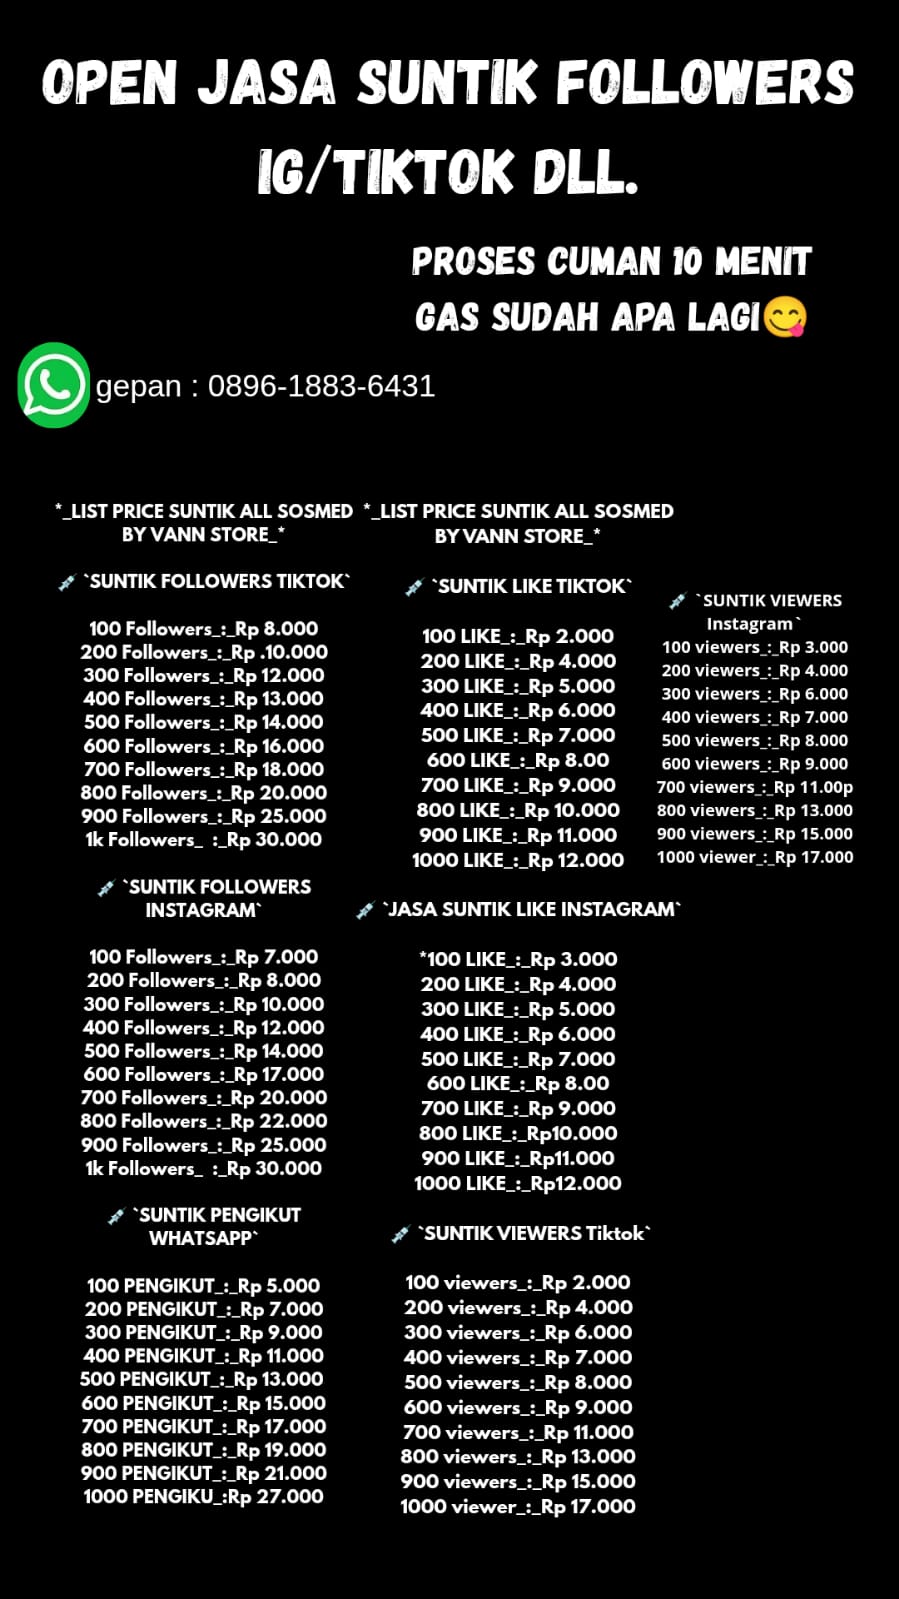 OPEN JASA SUNTIK FOLLOWERS
IG/TIKTOK DLL.
PROSES CUMAN 10 MENIT
GAS SUDAH APA LAGI😋
gepan : 0896-1883-6431
*_LIST PRICE SUNTIK ALL SOSMED
BY VANN STORE_*
💉 `SUNTIK FOLLOWERS TIKTOK`
100 Followers_:_Rp 8.000
200 Followers_:_Rp .10.000
300 Followers_:_Rp 12.000
400 Followers_:_Rp 13.000
500 Followers_:_Rp 14.000
600 Followers_:_Rp 16.000
700 Followers_:_Rp 18.000
800 Followers_:_Rp 20.000
900 Followers_:_Rp 25.000
1k Followers_ :_Rp 30.000
💉 `SUNTIK FOLLOWERS
INSTAGRAM`
100 Followers_:_Rp 7.000
200 Followers_:_Rp 8.000
300 Followers_:_Rp 10.000
400 Followers_:_Rp 12.000
500 Followers_:_Rp 14.000
600 Followers_:_Rp 17.000
700 Followers_:_Rp 20.000
800 Followers_:_Rp 22.000
900 Followers_:_Rp 25.000
1k Followers_ :_Rp 30.000
💉 `SUNTIK PENGIKUT
WHATSAPP`
100 PENGIKUT_:_Rp 5.000
200 PENGIKUT_:_Rp 7.000
300 PENGIKUT_:_Rp 9.000
400 PENGIKUT_:_Rp 11.000
500 PENGIKUT_:_Rp 13.000
600 PENGIKUT_:_Rp 15.000
700 PENGIKUT_:_Rp 17.000
800 PENGIKUT_:_Rp 19.000
900 PENGIKUT_:_Rp 21.000
1000 PENGIKU_:Rp 27.000
*_LIST PRICE SUNTIK ALL SOSMED
BY VANN STORE_*
💉 `SUNTIK LIKE TIKTOK`
100 LIKE_:_Rp 2.000
200 LIKE_:_Rp 4.000
300 LIKE_:_Rp 5.000
400 LIKE_:_Rp 6.000
500 LIKE_:_Rp 7.000
600 LIKE_:_Rp 8.00
700 LIKE_:_Rp 9.000
800 LIKE_:_Rp 10.000
900 LIKE_:_Rp 11.000
1000 LIKE_:_Rp 12.000
💉 `JASA SUNTIK LIKE INSTAGRAM`
*100 LIKE_:_Rp 3.000
200 LIKE_:_Rp 4.000
300 LIKE_:_Rp 5.000
400 LIKE_:_Rp 6.000
500 LIKE_:_Rp 7.000
600 LIKE_:_Rp 8.00
700 LIKE_:_Rp 9.000
800 LIKE_:_Rp10.000
900 LIKE_:_Rp11.000
1000 LIKE_:_Rp12.000
💉 `SUNTIK VIEWERS Tiktok`
100 viewers_:_Rp 2.000
200 viewers_:_Rp 4.000
300 viewers_:_Rp 6.000
400 viewers_:_Rp 7.000
500 viewers_:_Rp 8.000
600 viewers_:_Rp 9.000
700 viewers_:_Rp 11.000
800 viewers_:_Rp 13.000
900 viewers_:_Rp 15.000
1000 viewer_:_Rp 17.000
💉 `SUNTIK VIEWERS
Instagram`
100 viewers_:_Rp 3.000
200 viewers_:_Rp 4.000
300 viewers_:_Rp 6.000
400 viewers_:_Rp 7.000
500 viewers_:_Rp 8.000
600 viewers_:_Rp 9.000
700 viewers_:_Rp 11.00p
800 viewers_:_Rp 13.000
900 viewers_:_Rp 15.000
1000 viewer_:_Rp 17.000